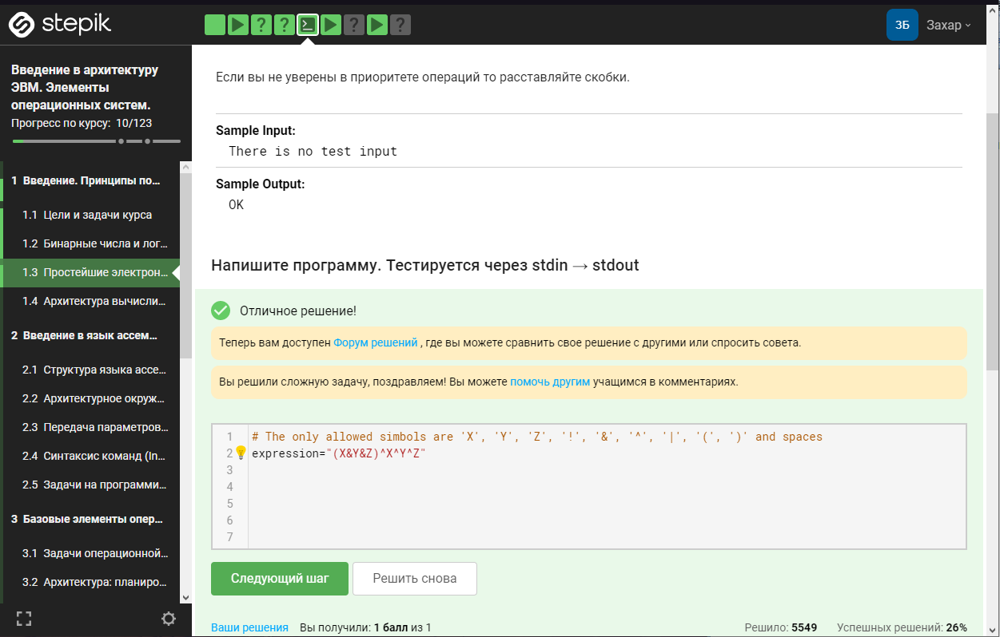 stepik
? ? ? ?
ЗБ Захар
Введение в архитектуру
ЭВМ. Элементы
операционных систем.
Прогресс по курсу: 10/123
1 Введение. Принципы по...
1.1 Цели и задачи курса
1.2 Бинарные числа и лог...
1.3 Простейшие электрон...
1.4 Архитектура вычисли...
2 Введение в язык ассем...
2.1 Структура языка ассе...
2.2 Архитектурное окруж...
2.3 Передача параметров...
2.4 Синтаксис команд (In...
2.5 Задачи на программи...
3 Базовые элементы опер...
3.1 Задачи операционной...
3.2 Архитектура: планиро...
Если вы не уверены в приоритете операций то расставляйте скобки.
Sample Input:
There is no test input
Sample Output:
OK
Напишите программу. Тестируется через stdin → stdout
Отличное решение!
Теперь вам доступен Форум решений , где вы можете сравнить свое решение с другими или спросить совета.
Вы решили сложную задачу, поздравляем! Вы можете помочь другим учащимся в комментариях.
1 # The only allowed simbols are 'X', 'Y', 'Z', '!', '&', '^', '|', '(', ')' and spaces
2 expression="(X&Y&Z)^X^Y^Z"
3
4
5
6
7
Следующий шаг Решить снова
Ваши решения Вы получили: 1 балл из 1 Решило: 5549 Успешных решений: 26%